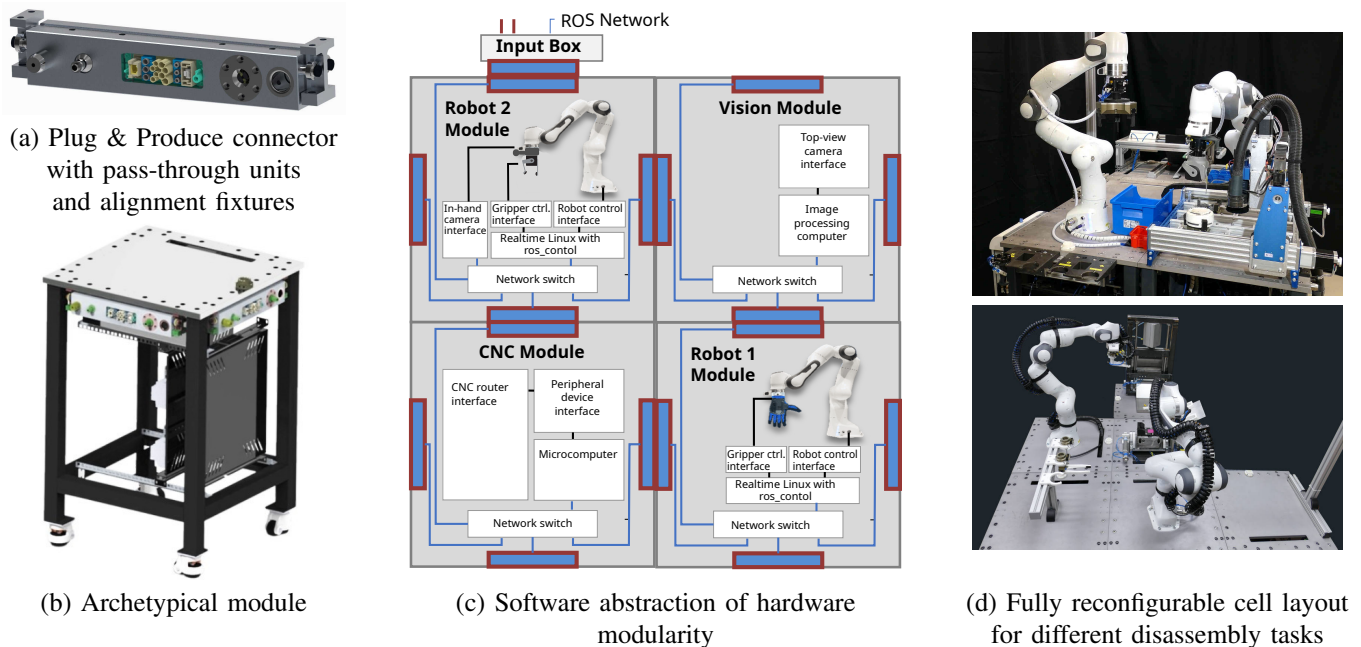 (a) Plug & Produce connector
with pass-through units
and alignment fixtures
(b) Archetypical module
ROS Network
Input Box
Robot 2
Module
In-hand
camera
interface
Gripper ctrl.
interface
Robot control
interface
Realtime Linux with
ros_contol
Network switch
Vision Module
Top-view
camera
interface
Image
processing
computer
Network switch
CNC Module
CNC router
interface
Peripheral
device
interface
Microcomputer
Network switch
Robot 1
Module
Gripper ctrl.
interface
Robot control
interface
Realtime Linux with
ros_contol
Network switch
(c) Software abstraction of hardware
modularity
(d) Fully reconfigurable cell layout
for different disassembly tasks